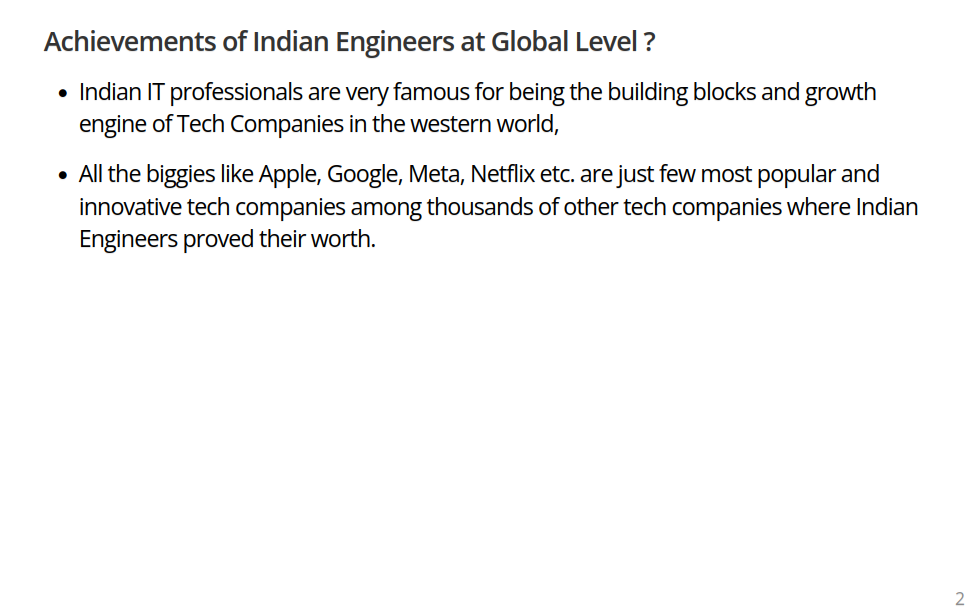 Achievements of Indian Engineers at Global Level ?
• Indian IT professionals are very famous for being the building blocks and growth
engine of Tech Companies in the western world,
• All the biggies like Apple, Google, Meta, Netflix etc. are just few most popular and
innovative tech companies among thousands of other tech companies where Indian
Engineers proved their worth.
2